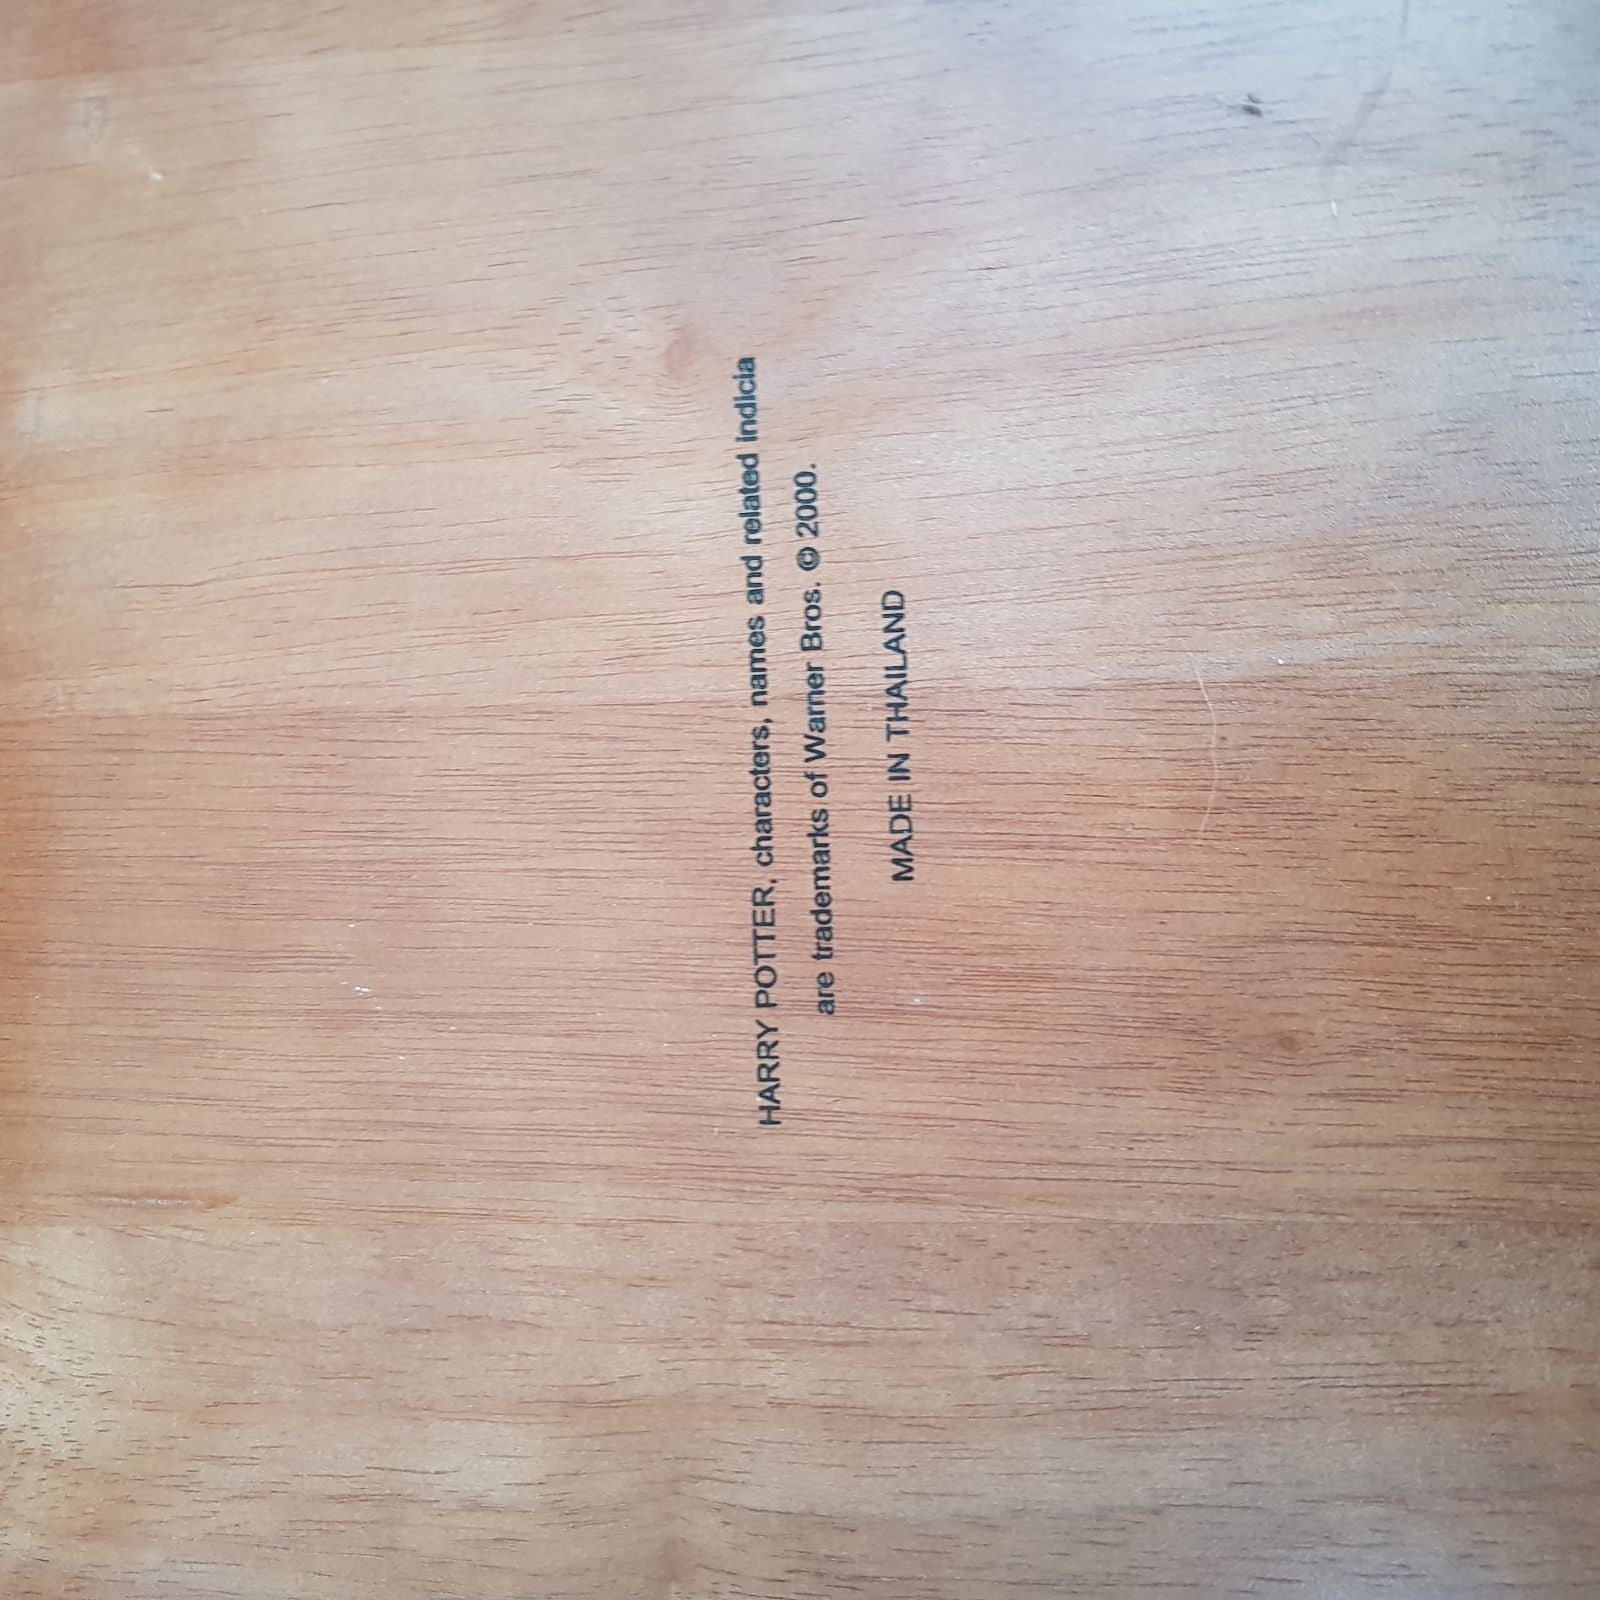 HARRY POTTER, characters, names and related indicia
are trademarks of Warner Bros. © 2000.
MADE IN THAILAND